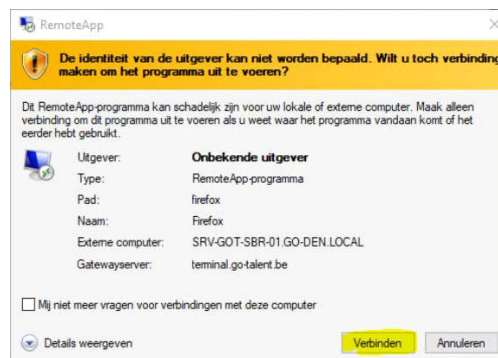 RemoteApp
De identiteit van de uitgever kan niet worden bepaald. Wilt u toch verbinding
maken om het programma uit te voeren?
Dit RemoteApp-programma kan schadelijk zijn voor uw lokale of externe computer. Maak alleen
verbinding om dit programma uit te voeren als u weet waar het programma vandaan komt of het
eerder hebt gebruikt.
Uitgever: Onbekende uitgever
Type: RemoteApp-programma
Pad: firefox
Naam: Firefox
Externe computer: SRV-GOT-SBR-01.GO-DEN.LOCAL
Gatewayserver: terminal.go-talent.be
Mij niet meer vragen voor verbindingen met deze computer
Details weergeven Verbinden Annuleren